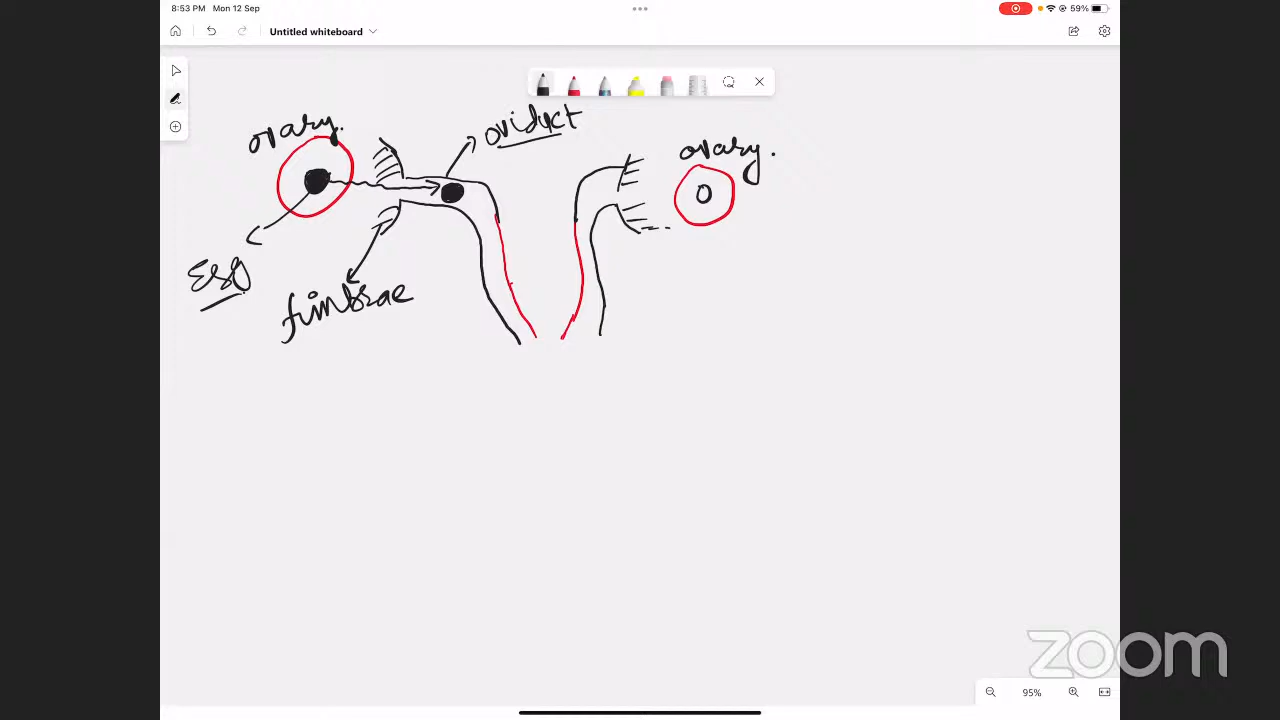 8:53 PM Mon 12 Sep
59%
Untitled whiteboard
ovary.
oviduct
ovary.
Egg
fimbrae
zoom
95%